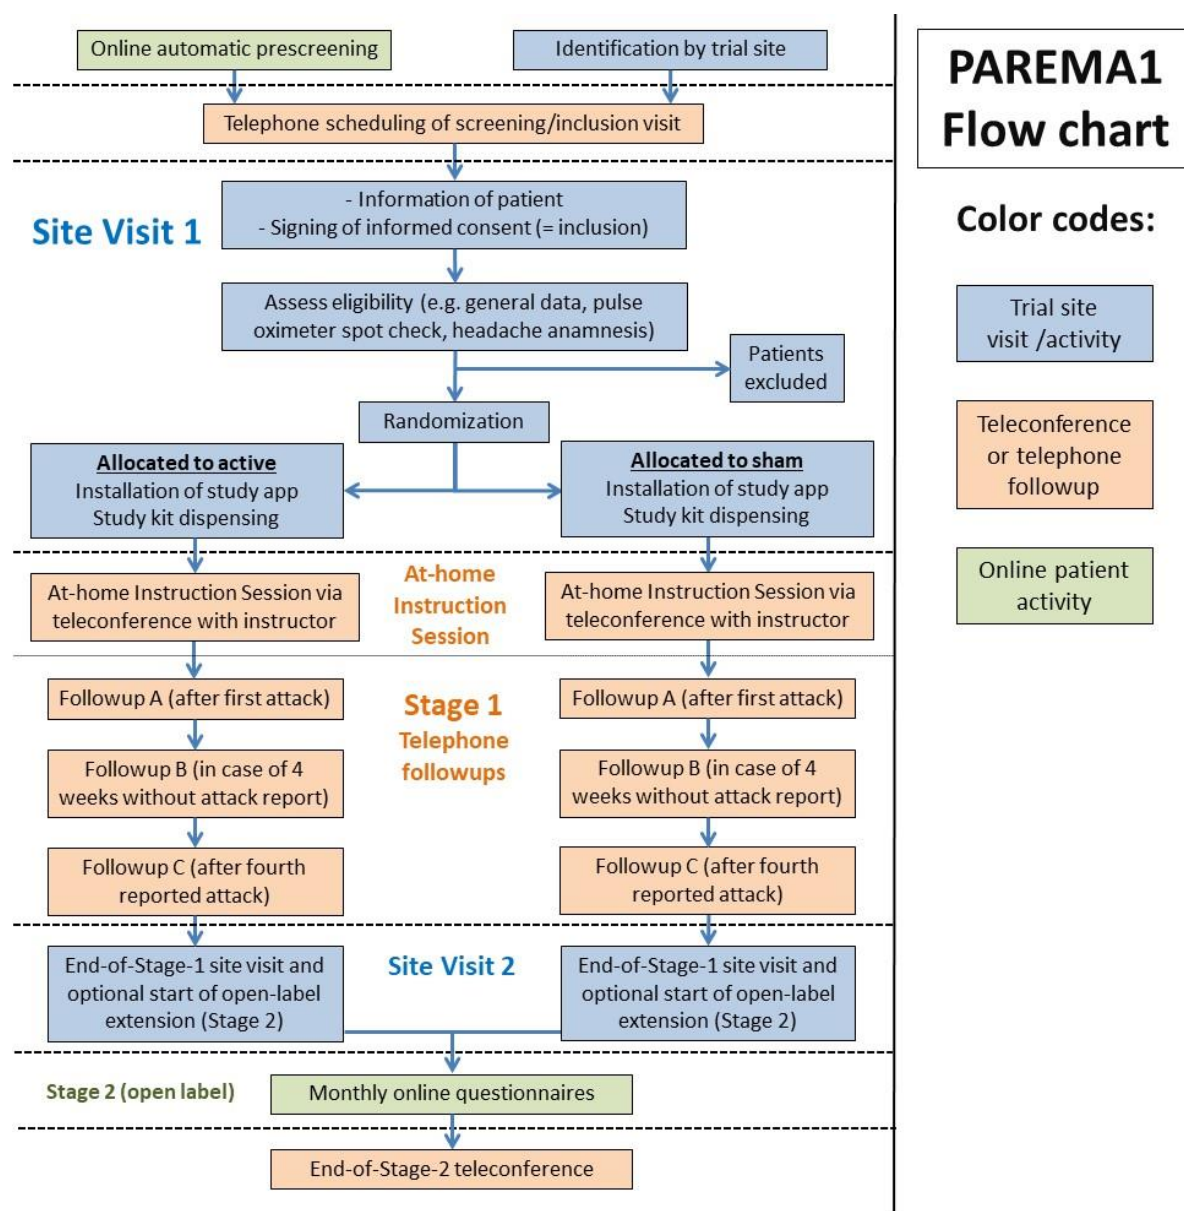 Online automatic prescreening
Identification by trial site
Telephone scheduling of screening/inclusion visit
Site Visit 1
- Information of patient
- Signing of informed consent (= inclusion)
Assess eligibility (e.g. general data, pulse
oximeter spot check, headache anamnesis)
Patients
excluded
Randomization
Allocated to active
Installation of study app
Study kit dispensing
Allocated to sham
Installation of study app
Study kit dispensing
At-home Instruction Session via
teleconference with instructor
At-home
Instruction
Session
At-home Instruction Session via
teleconference with instructor
Followup A (after first attack)
Followup B (in case of 4
weeks without attack report)
Followup C (after fourth
reported attack)
Stage 1
Telephone
followups
Followup A (after first attack)
Followup B (in case of 4
weeks without attack report)
Followup C (after fourth
reported attack)
End-of-Stage-1 site visit and
optional start of open-label
extension (Stage 2)
Site Visit 2
End-of-Stage-1 site visit and
optional start of open-label
extension (Stage 2)
Stage 2 (open label)
Monthly online questionnaires
End-of-Stage-2 teleconference
PAREMA1
Flow chart
Color codes:
Trial site
visit /activity
Teleconference
or telephone
followup
Online patient
activity